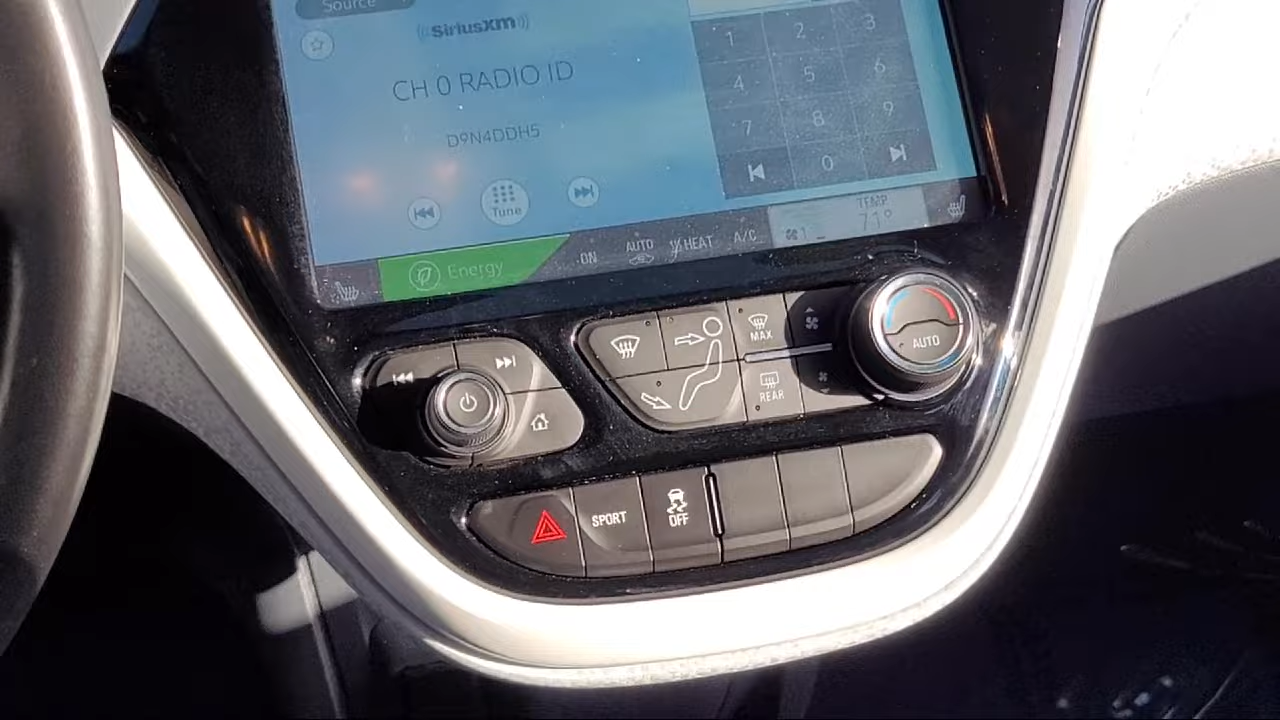 Source
SiriusXM
CH 0 RADIO ID
D9N4DDH5
Tune
1 2 3
4 5 6
7 8 9
0
Energy
ON
AUTO
HEAT
A/C
1
TEMP
71°
MAX
REAR
AUTO
SPORT
OFF